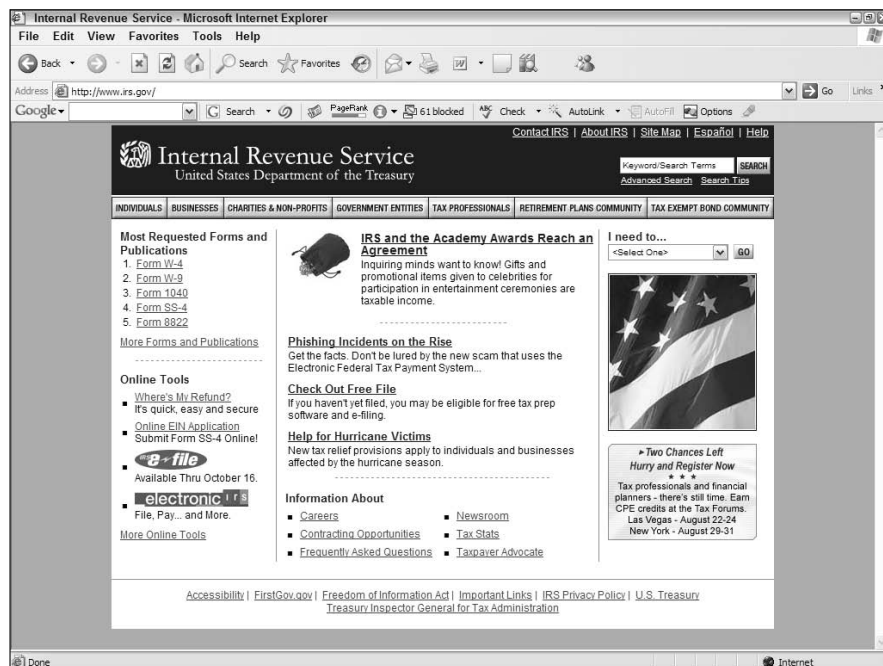 Internal Revenue Service - Microsoft Internet Explorer
File Edit View Favorites Tools Help
Back Search Favorites
Address http://www.irs.gov/ Go Links
Google Search PageRank 61 blocked Check AutoLink AutoFill Options
Contact IRS | About IRS | Site Map | Español | Help
Internal Revenue Service
United States Department of the Treasury
Keyword/Search Terms SEARCH
Advanced Search Search Tips
INDIVIDUALS BUSINESSES CHARITIES & NON-PROFITS GOVERNMENT ENTITIES TAX PROFESSIONALS RETIREMENT PLANS COMMUNITY TAX EXEMPT BOND COMMUNITY
Most Requested Forms and
Publications
1. Form W-4
2. Form W-9
3. Form 1040
4. Form SS-4
5. Form 8822
More Forms and Publications
Online Tools
Where's My Refund?
It's quick, easy and secure
Online EIN Application
Submit Form SS-4 Online!
IRS e-file
Available Thru October 16.
electronic IRS
File, Pay... and More.
More Online Tools
IRS and the Academy Awards Reach an
Agreement
Inquiring minds want to know! Gifts and
promotional items given to celebrities for
participation in entertainment ceremonies are
taxable income.
Phishing Incidents on the Rise
Get the facts. Don't be lured by the new scam that uses the
Electronic Federal Tax Payment System...
Check Out Free File
If you haven't yet filed, you may be eligible for free tax prep
software and e-filing.
Help for Hurricane Victims
New tax relief provisions apply to individuals and businesses
affected by the hurricane season.
Information About
Careers
Contracting Opportunities
Frequently Asked Questions
Newsroom
Tax Stats
Taxpayer Advocate
I need to...
<Select One> GO
Two Chances Left
Hurry and Register Now
* * *
Tax professionals and financial
planners - there's still time. Earn
CPE credits at the Tax Forums.
Las Vegas - August 22-24
New York - August 29-31
Accessibility | FirstGov.gov | Freedom of Information Act | Important Links | IRS Privacy Policy | U.S. Treasury
Treasury Inspector General for Tax Administration
Done Internet